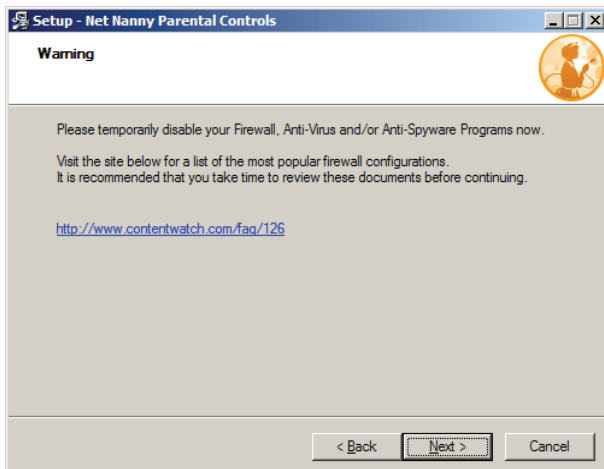 Setup - Net Nanny Parental Controls
Warning
Please temporarily disable your Firewall, Anti-Virus and/or Anti-Spyware Programs now.
Visit the site below for a list of the most popular firewall configurations.
It is recommended that you take time to review these documents before continuing.
http://www.contentwatch.com/faq/126
< Back
Next >
Cancel